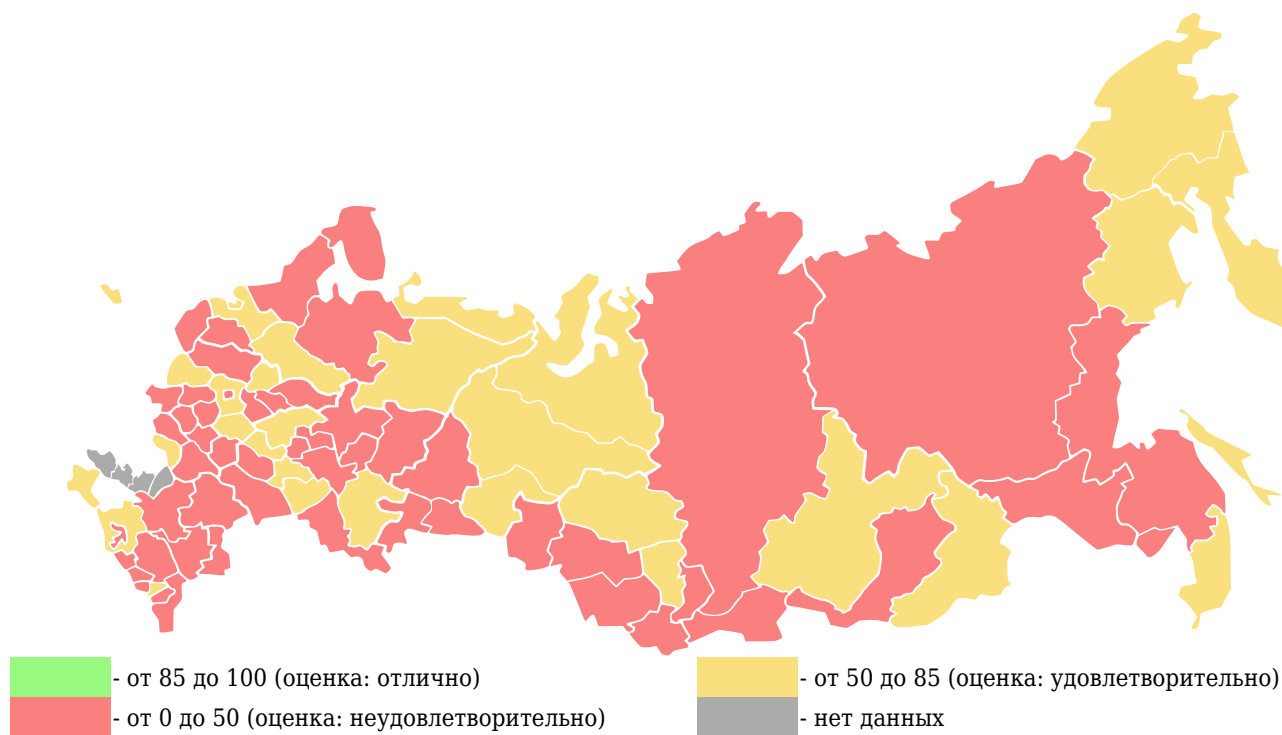 - от 85 до 100 (оценка: отлично)
- от 50 до 85 (оценка: удовлетворительно)
- от 0 до 50 (оценка: неудовлетворительно)
- нет данных